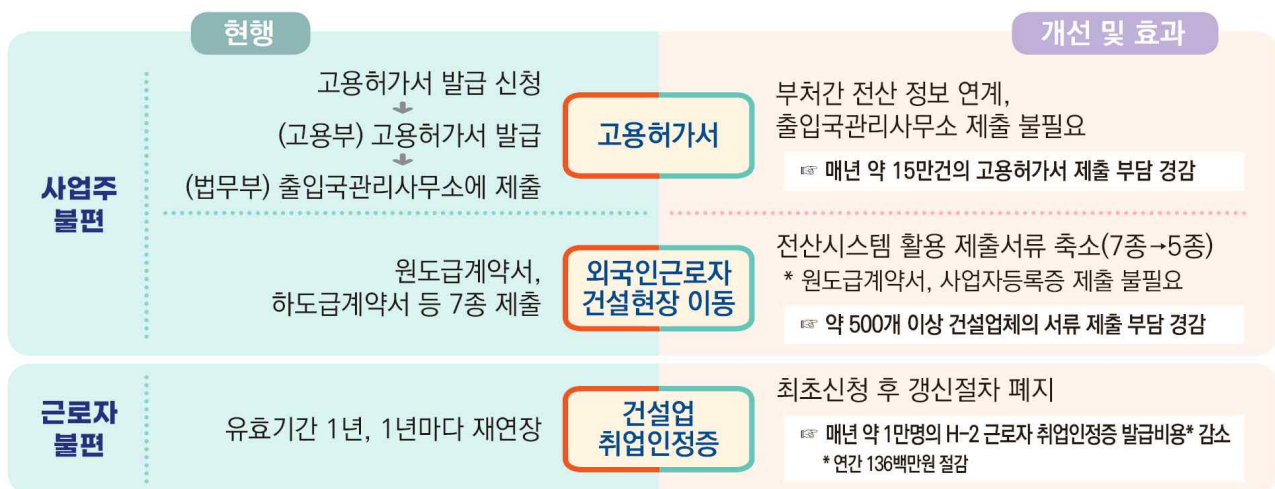 현행
개선 및 효과
사업주
불편
고용허가서 발급 신청
(고용부) 고용허가서 발급
(법무부) 출입국관리사무소에 제출
고용허가서
부처간 전산 정보 연계,
출입국관리사무소 제출 불필요
☞ 매년 약 15만건의 고용허가서 제출 부담 경감
원도급계약서,
하도급계약서 등 7종 제출
외국인근로자
건설현장 이동
전산시스템 활용 제출서류 축소(7종→5종)
* 원도급계약서, 사업자등록증 제출 불필요
☞ 약 500개 이상 건설업체의 서류 제출 부담 경감
근로자
불편
유효기간 1년, 1년마다 재연장
건설업
취업인정증
최초신청 후 갱신절차 폐지
☞ 매년 약 1만명의 H-2 근로자 취업인정증 발급비용* 감소
* 연간 136백만원 절감